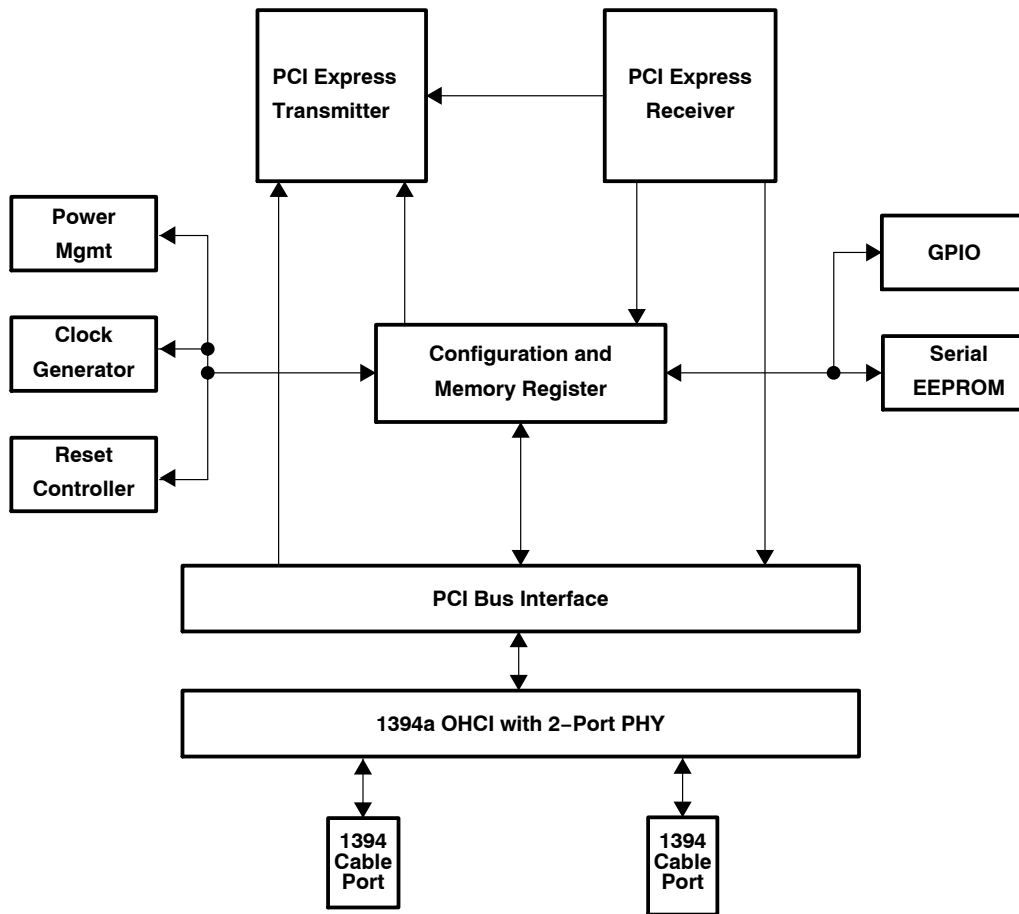 PCI Express
Transmitter
PCI Express
Receiver
Power
Mgmt
GPIO
Clock
Generator
Configuration and
Memory Register
Serial
EEPROM
Reset
Controller
PCI Bus Interface
1394a OHCI with 2−Port PHY
1394
Cable
Port
1394
Cable
Port